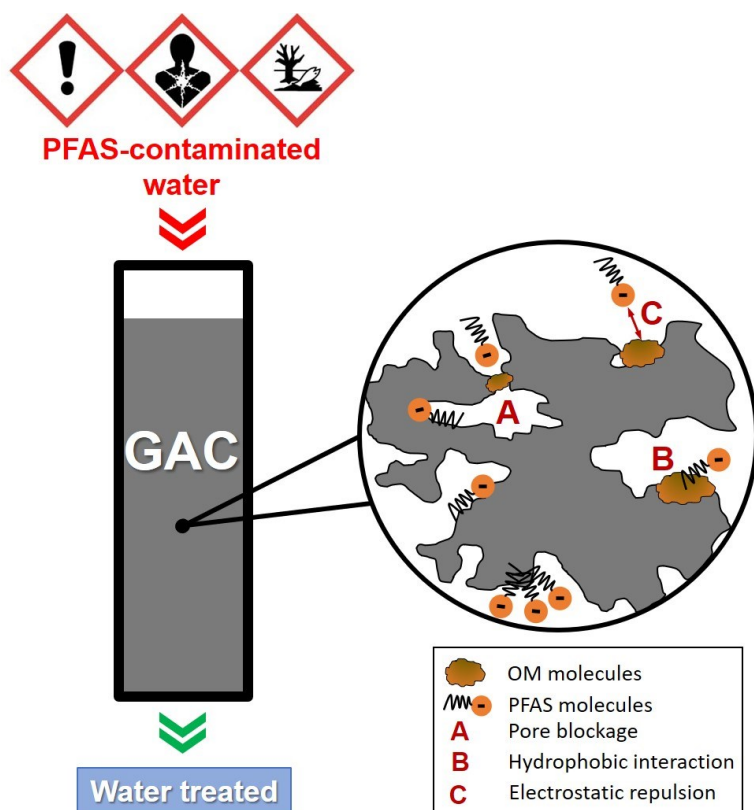 PFAS-contaminated
water
GAC
C
A
B
OM molecules
PFAS molecules
A Pore blockage
B Hydrophobic interaction
C Electrostatic repulsion
Water treated